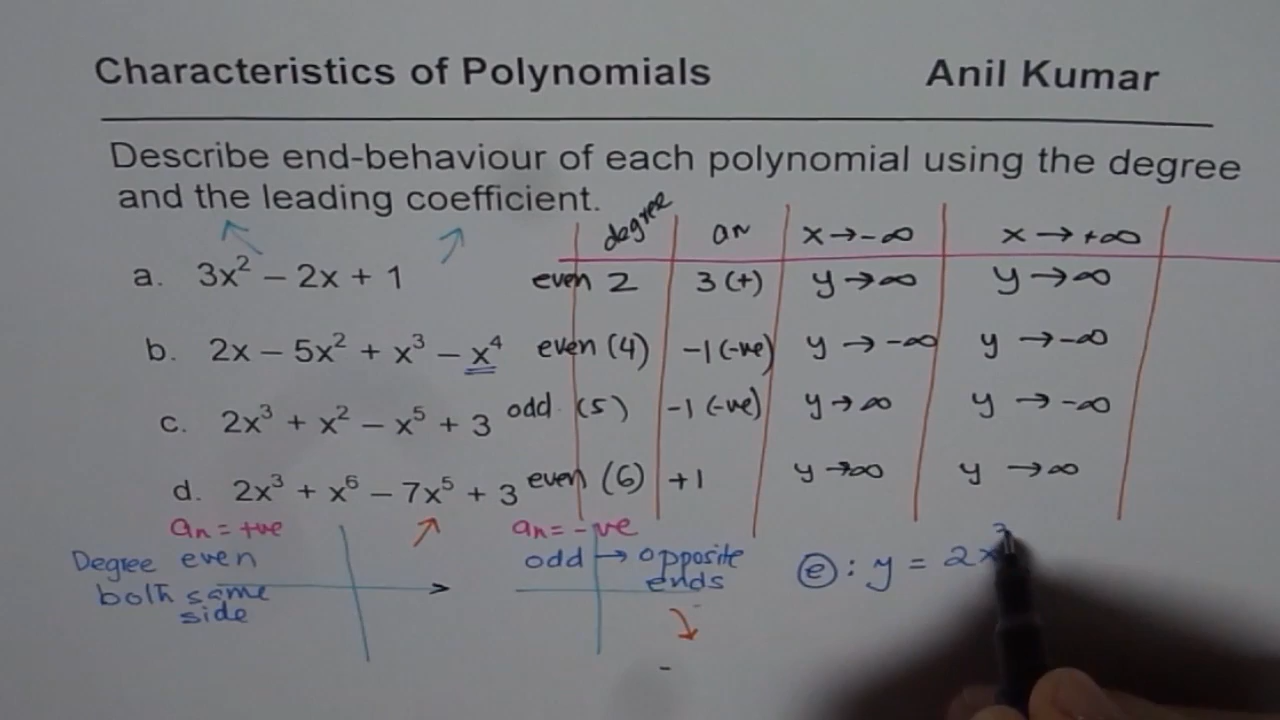 Characteristics of Polynomials Anil Kumar
Describe end-behaviour of each polynomial using the degree
and the leading coefficient.
degree an x → -∞ x → +∞
a. 3x² – 2x + 1 even 2 3 (+) y → ∞ y → ∞
b. 2x – 5x² + x³ – x⁴ even (4) -1 (-ve) y → -∞ y → -∞
c. 2x³ + x² – x⁵ + 3 odd (5) -1 (-ve) y → ∞ y → -∞
d. 2x³ + x⁶ – 7x⁵ + 3 even (6) +1 y → ∞ y → ∞
an = +ve an = -ve
Degree even odd → opposite
ends
both same
side
ⓔ : y = 2x